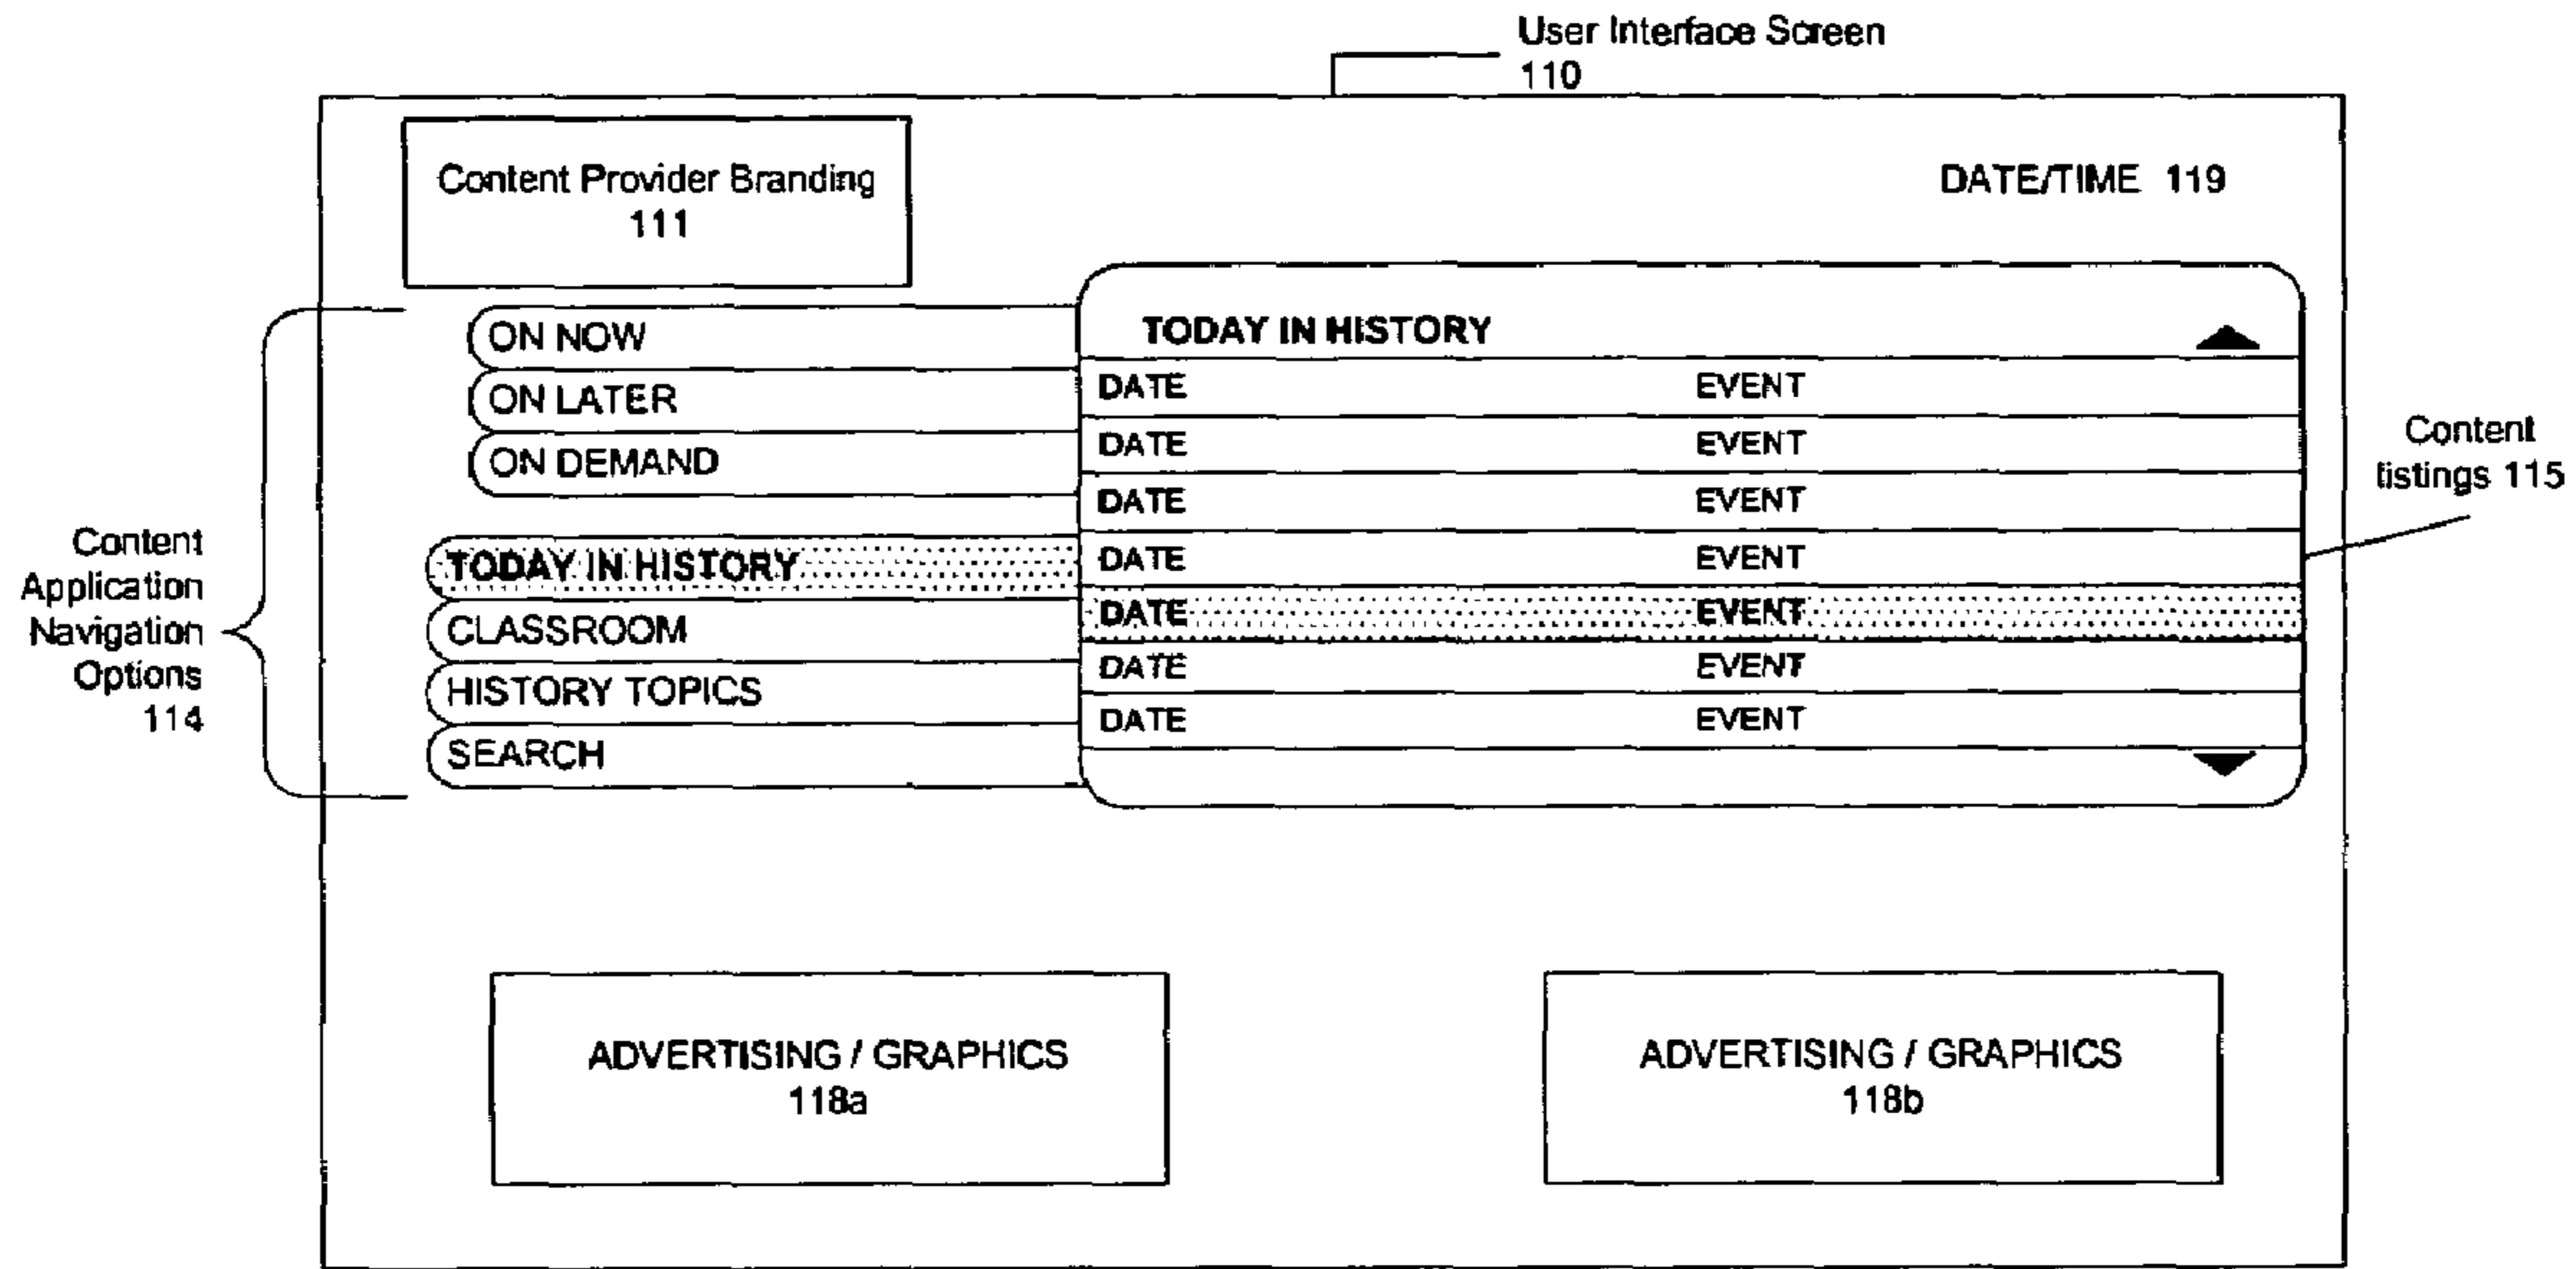 User Interface Screen
110
Content Provider Branding
111
DATE/TIME 119
Content
Application
Navigation
Options
114
ON NOW
ON LATER
ON DEMAND
TODAY IN HISTORY
CLASSROOM
HISTORY TOPICS
SEARCH
TODAY IN HISTORY
DATE EVENT
DATE EVENT
DATE EVENT
DATE EVENT
DATE EVENT
DATE EVENT
DATE EVENT
Content
listings 115
ADVERTISING / GRAPHICS
118a
ADVERTISING / GRAPHICS
118b